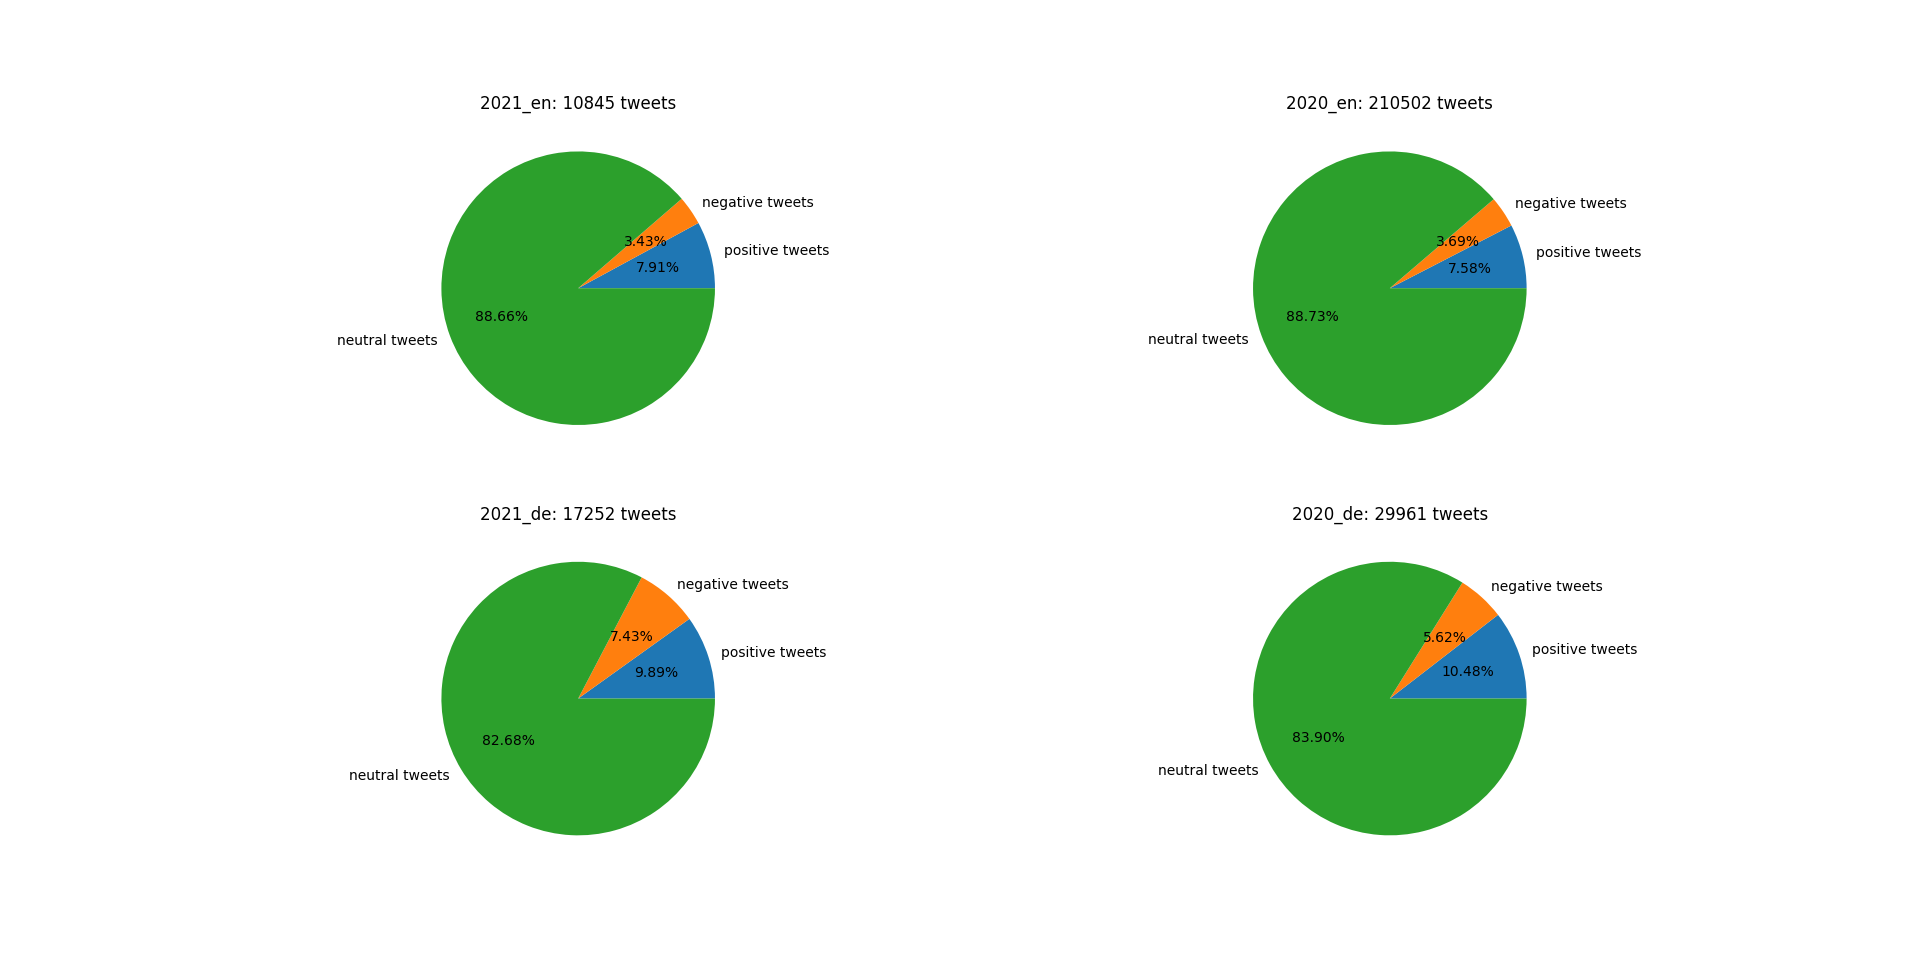 2021_en: 10845 tweets
negative tweets
3.43%
positive tweets
7.91%
88.66%
neutral tweets
2020_en: 210502 tweets
negative tweets
3.69%
positive tweets
7.58%
88.73%
neutral tweets
2021_de: 17252 tweets
negative tweets
7.43%
positive tweets
9.89%
82.68%
neutral tweets
2020_de: 29961 tweets
negative tweets
5.62%
positive tweets
10.48%
83.90%
neutral tweets